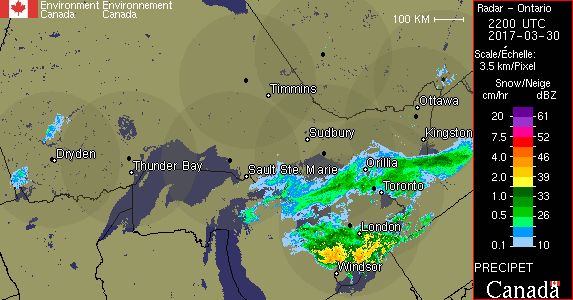 Environment Environnement
Canada Canada
Radar - Ontario
2200 UTC
2017-03-30
100 KM
Scale/Échelle:
3.5 km/Pixel
Snow/Neige
cm/hr dBZ
20 61
7.5 52
4.0 46
2.0 39
1.0 33
0.5 26
0.1 10
PRECIPET
Canada
Timmins
Ottawa
Sudbury
Kingston
Dryden
Thunder Bay
Sault Ste. Marie
Orillia
Toronto
London
Windsor